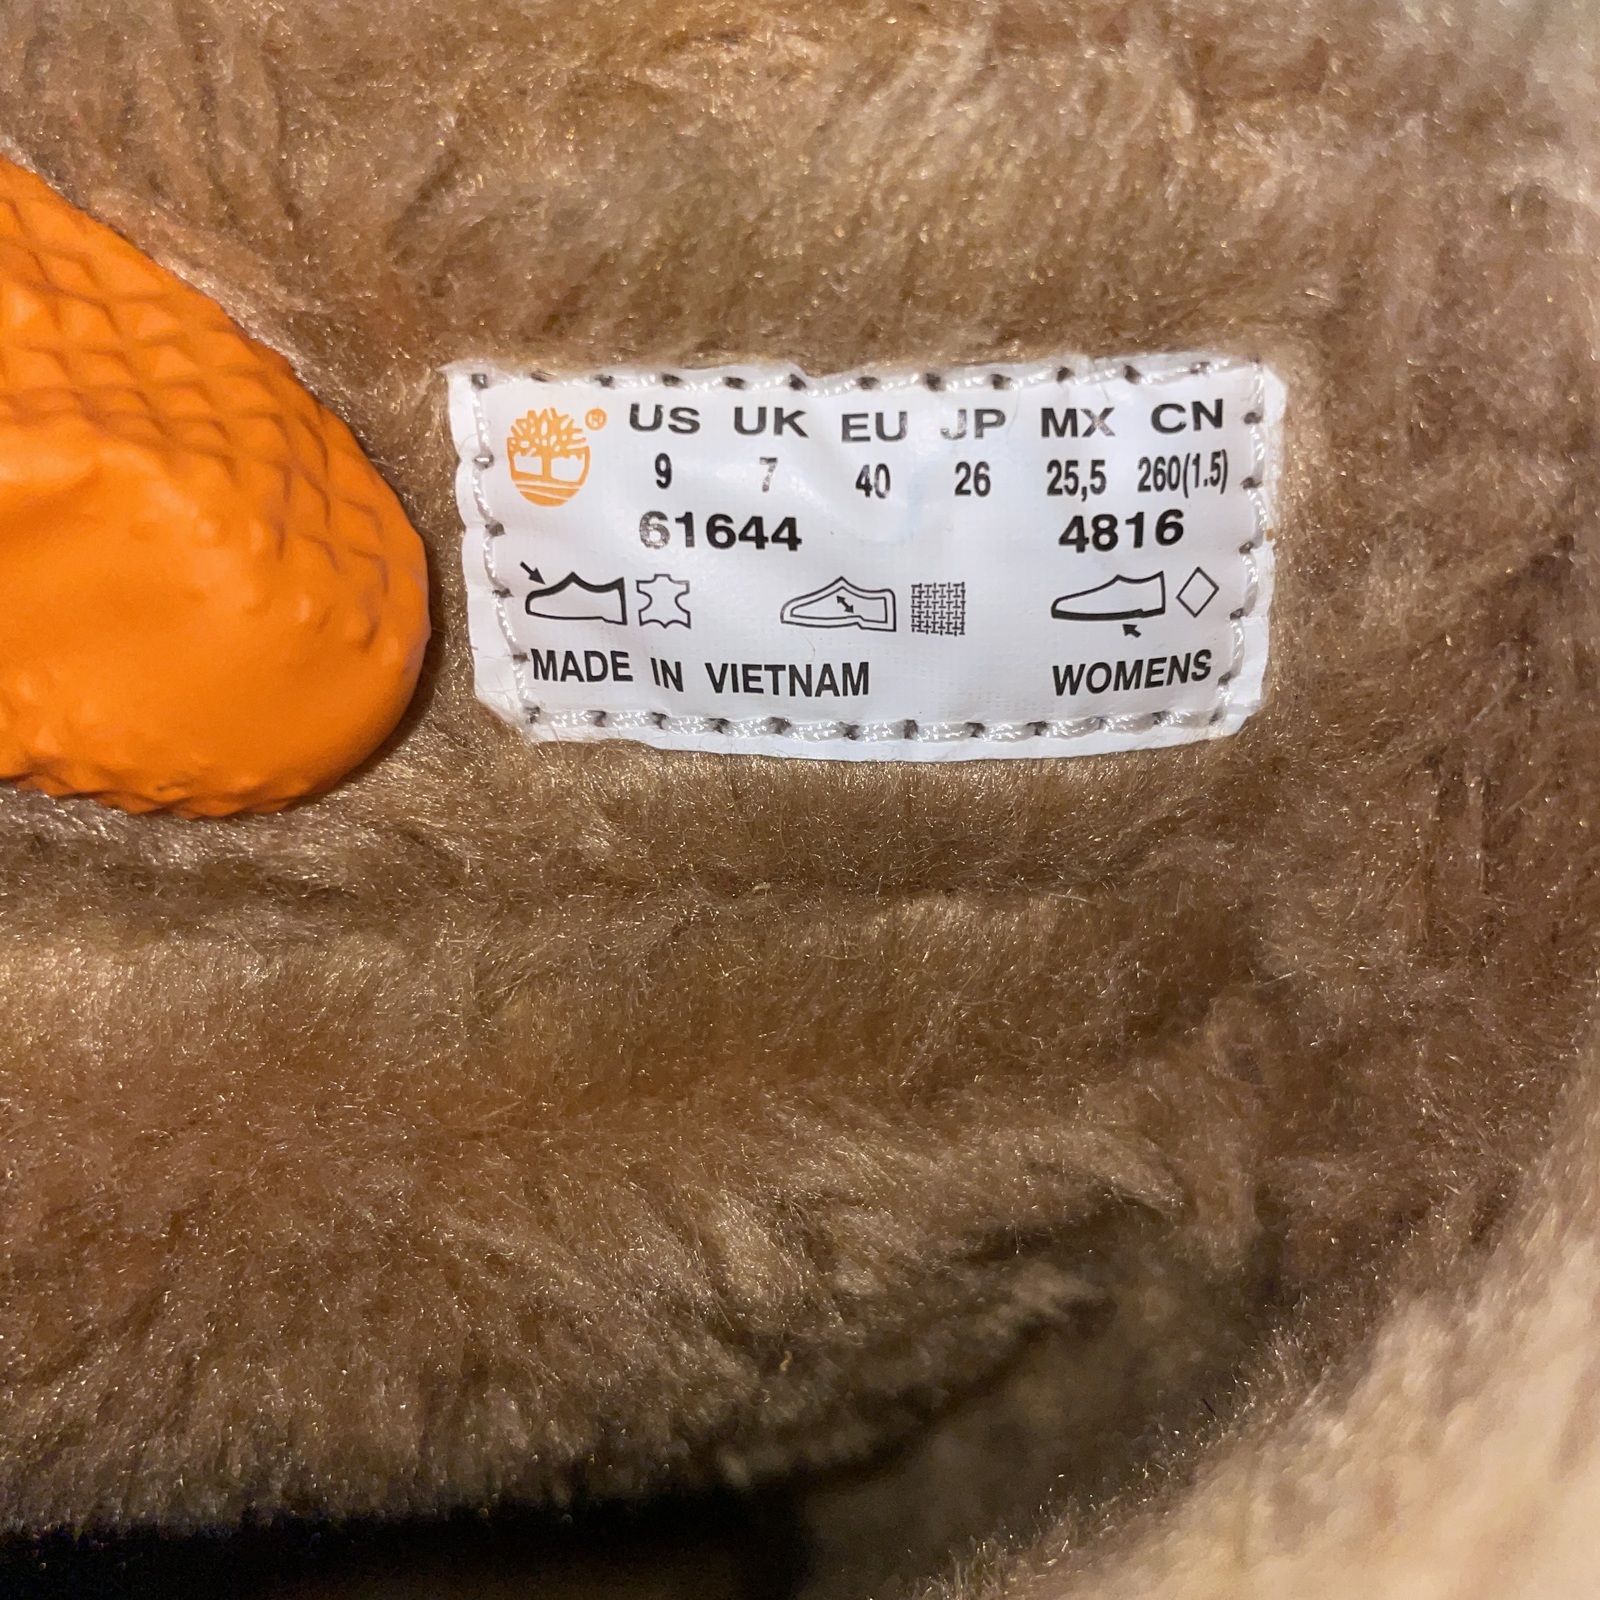 ® US UK EU JP MX CN
9 7 40 26 25,5 260(1.5)
61644 4816
MADE IN VIETNAM WOMENS